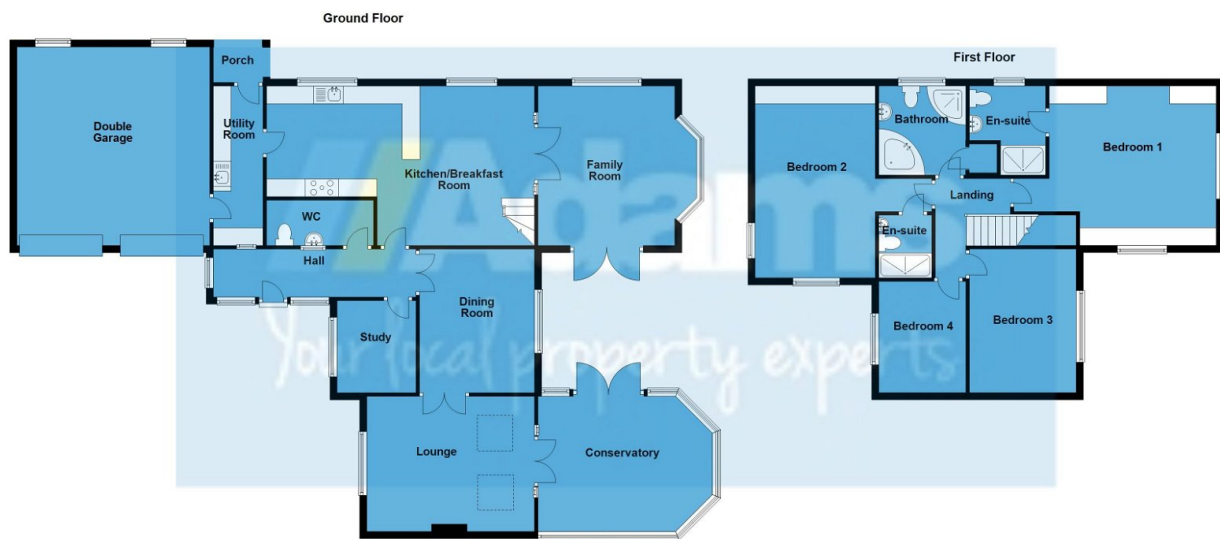 Ground Floor
First Floor
Porch
Double
Garage
Utility
Room
Kitchen/Breakfast
Room
Family
Room
WC
Hall
Study
Dining
Room
Lounge
Conservatory
Bedroom 2
Bathroom
En-suite
Bedroom 1
Landing
En-suite
Bedroom 4
Bedroom 3
Adams
Your local property experts